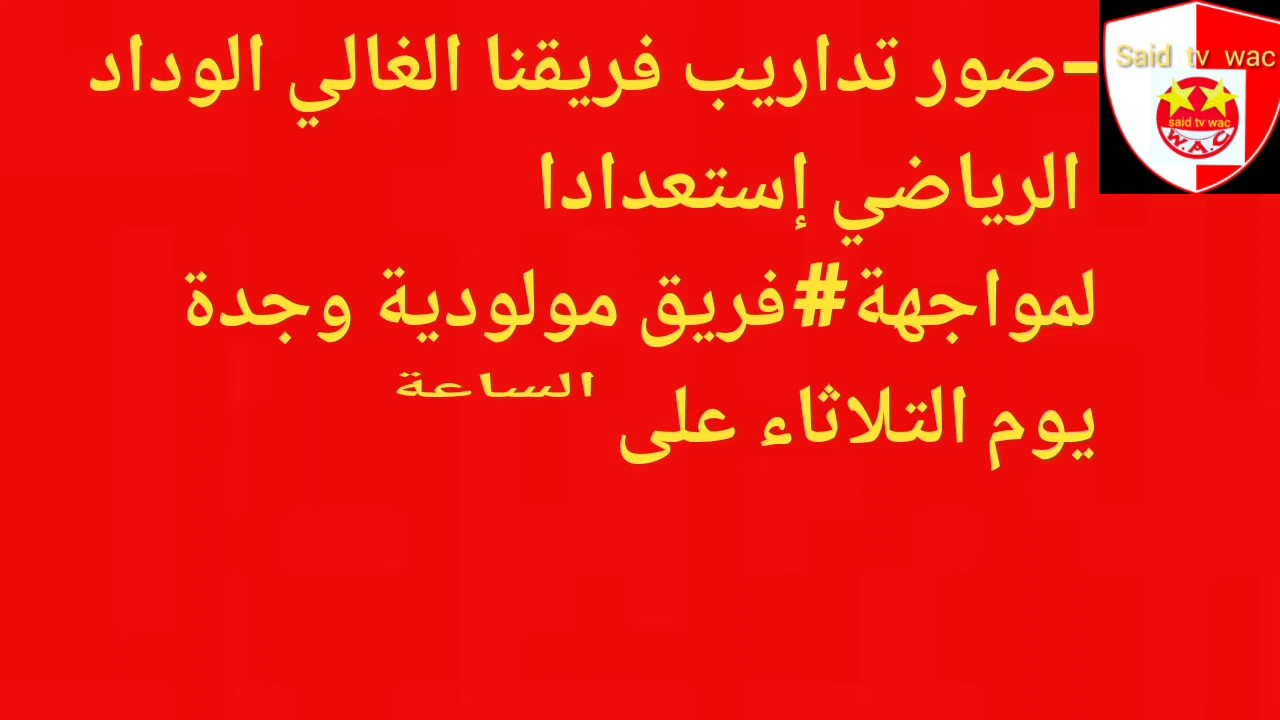 -صور تداريب فريقنا الغالي الوداد
الرياضي إستعدادا
لمواجهة#فريق مولودية وجدة
يوم التلاثاء على الساعة
Said tv wac
said tv wac
W.A.C